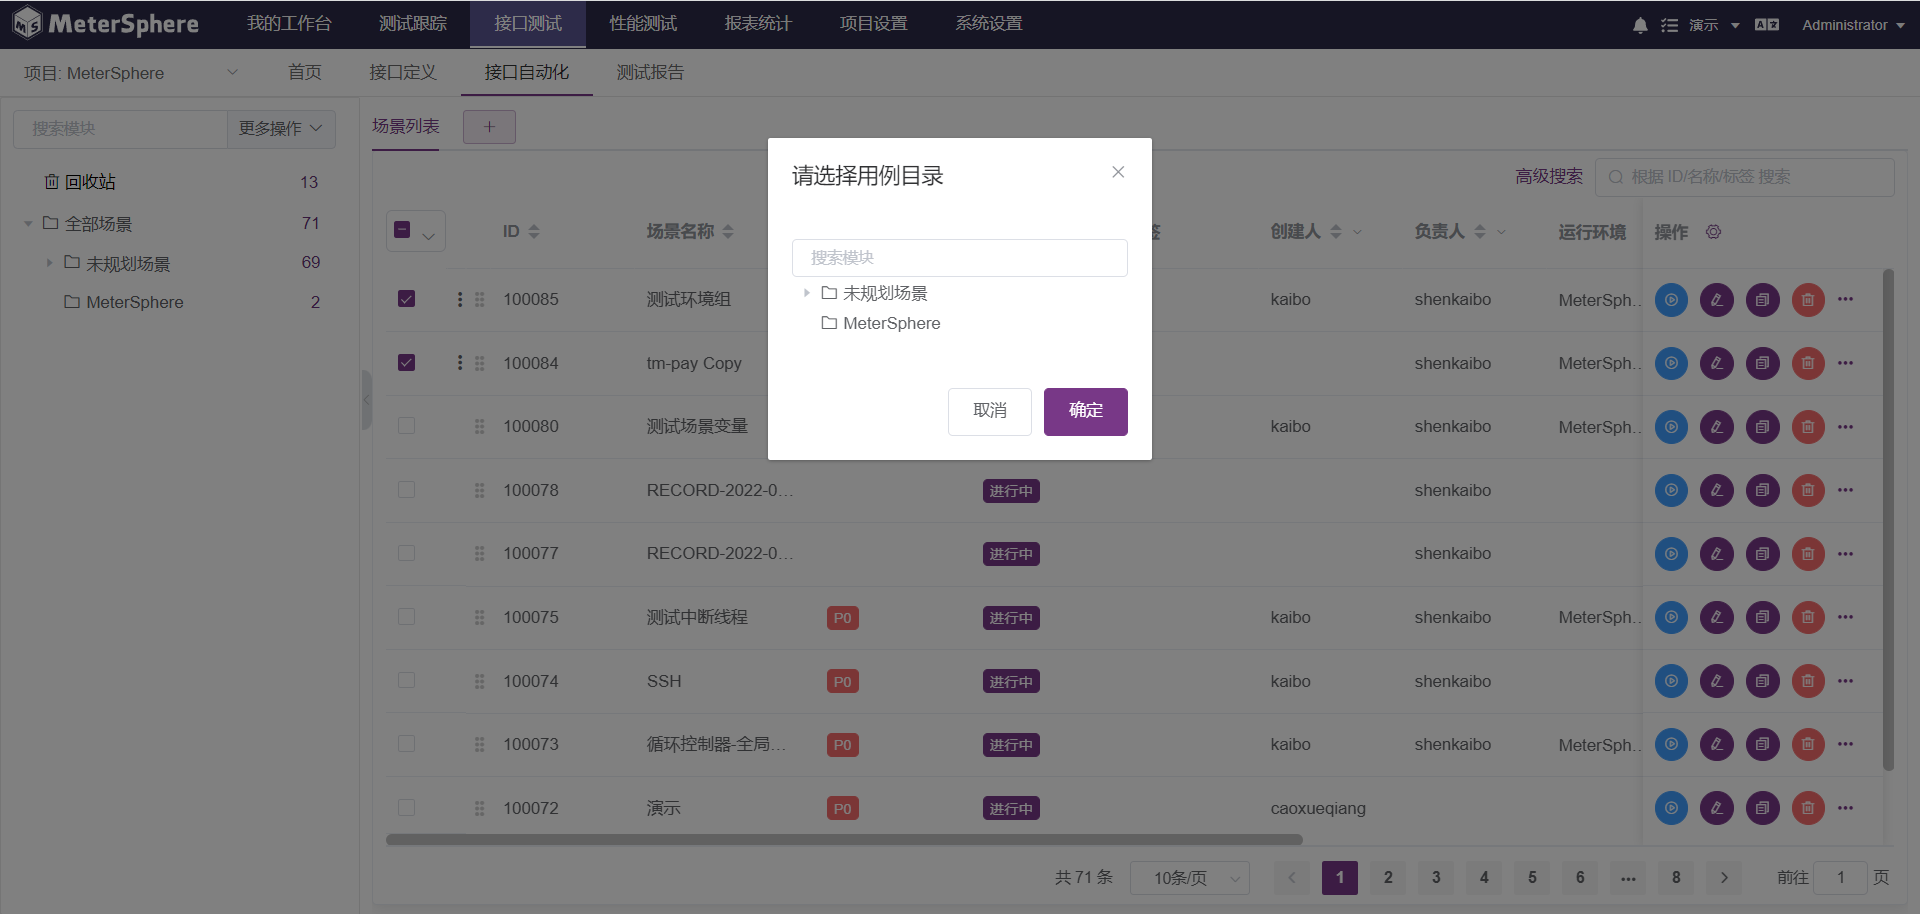 MeterSphere 我的工作台 测试跟踪 接口测试 性能测试 报表统计 项目设置 系统设置 演示 Administrator
项目: MeterSphere 首页 接口定义 接口自动化 测试报告
搜索模块 更多操作
回收站 13
全部场景 71
未规划场景 69
MeterSphere 2
场景列表 +
高级搜索 根据 ID/名称/标签 搜索
ID 场景名称 签 创建人 负责人 运行环境 操作
100085 测试环境组 kaibo shenkaibo MeterSph...
100084 tm-pay Copy shenkaibo MeterSph...
100080 测试场景变量 kaibo shenkaibo MeterSph...
100078 RECORD-2022-0... 进行中 shenkaibo
100077 RECORD-2022-0... 进行中 shenkaibo
100075 测试中断线程 P0 进行中 kaibo shenkaibo MeterSph...
100074 SSH P0 进行中 kaibo shenkaibo
100073 循环控制器-全局... P0 进行中 kaibo shenkaibo MeterSph...
100072 演示 P0 进行中 caoxueqiang
共 71 条 10条/页 1 2 3 4 5 6 ... 8 前往 1 页
请选择用例目录
搜索模块
未规划场景
MeterSphere
取消 确定